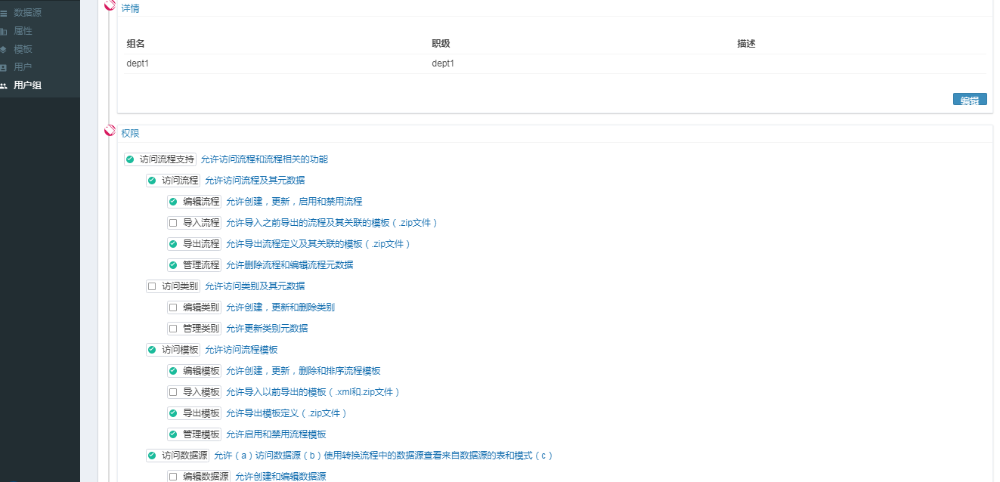 数据源
属性
模板
用户
用户组
详情
组名 职级 描述
dept1 dept1
编辑
权限
访问流程支持 允许访问流程和流程相关的功能
访问流程 允许访问流程及其元数据
编辑流程 允许创建，更新，启用和禁用流程
导入流程 允许导入之前导出的流程及其关联的模板（.zip文件）
导出流程 允许导出流程定义及其关联的模板（.zip文件）
管理流程 允许删除流程和编辑流程元数据
访问类别 允许访问类别及其元数据
编辑类别 允许创建，更新和删除类别
管理类别 允许更新类别元数据
访问模板 允许访问流程模板
编辑模板 允许创建，更新，删除和排序流程模板
导入模板 允许导入以前导出的模板（.xml和.zip文件）
导出模板 允许导出模板定义（.zip文件）
管理模板 允许启用和禁用流程模板
访问数据源 允许（a）访问数据源（b）使用转换流程中的数据源查看来自数据源的表和模式（c）
编辑数据源 允许创建和编辑数据源